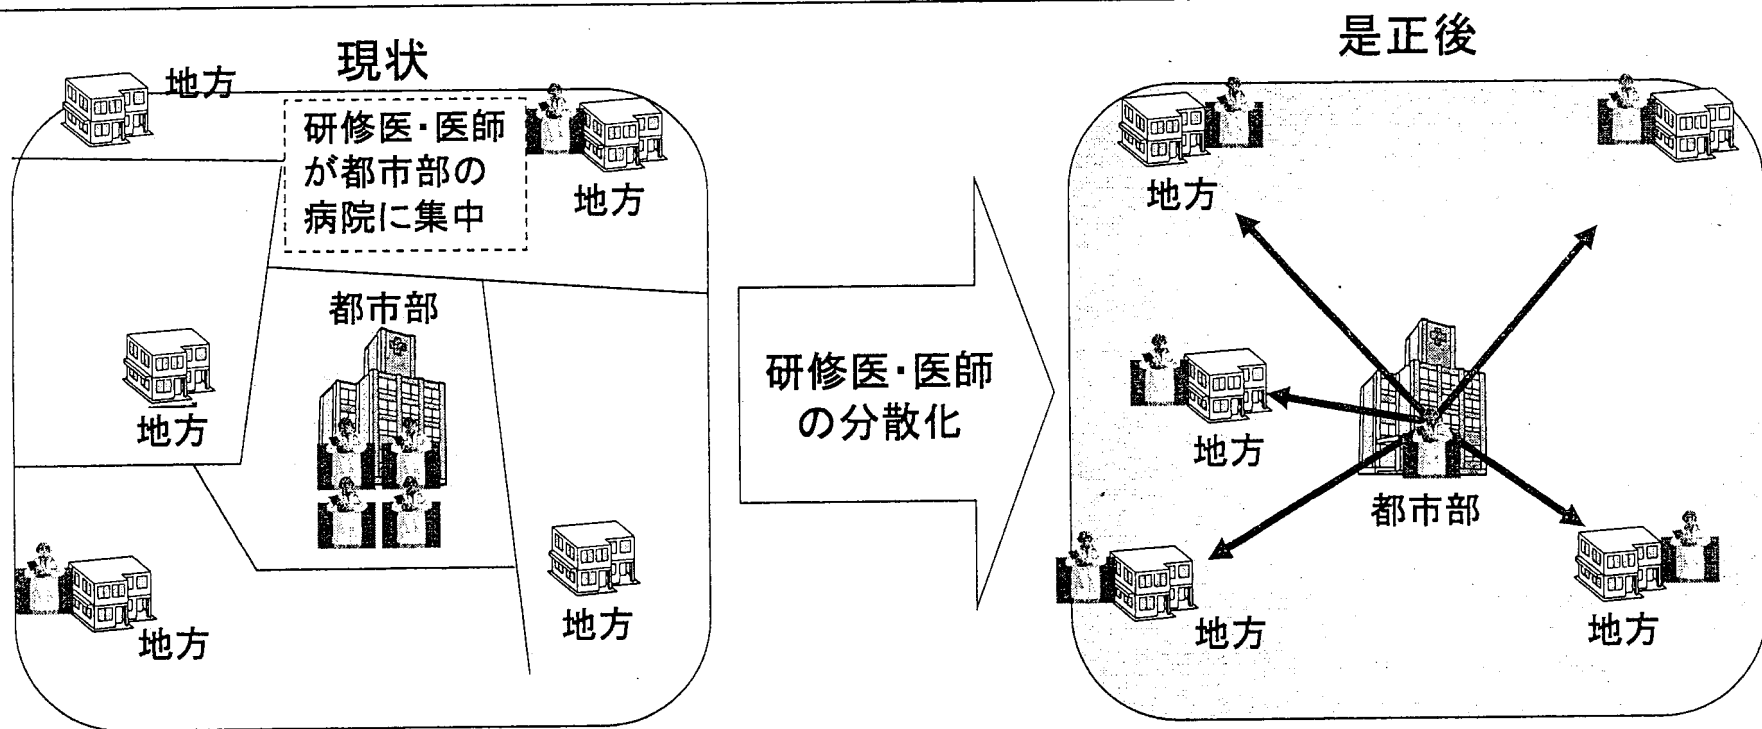 現状
地方
研修医・医師
が都市部の
病院に集中
地方
都市部
地方
地方
地方
研修医・医師
の分散化
是正後
地方
地方
都市部
地方
地方